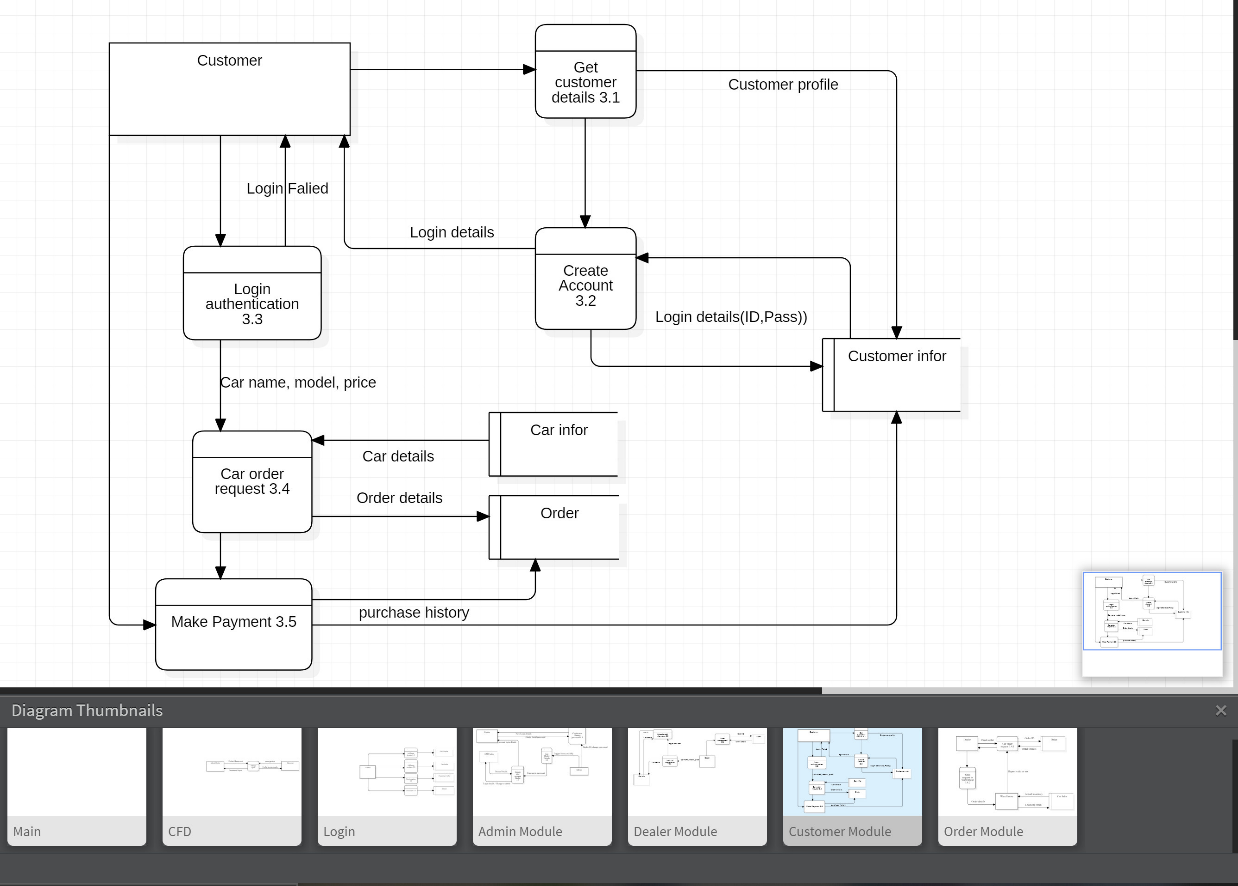 Customer
Get
customer
details 3.1
Customer profile
Login Falied
Login details
Create
Account
3.2
Login
authentication
3.3
Login details(ID,Pass))
Customer infor
Car name, model, price
Car infor
Car order
request 3.4
Car details
Order details
Order
Make Payment 3.5
purchase history
Diagram Thumbnails
Main
CFD
Login
Admin Module
Dealer Module
Customer Module
Order Module